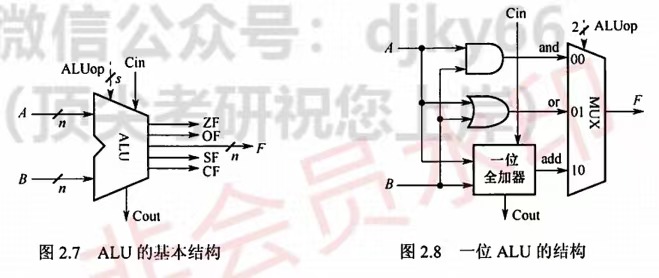 微信公众号：djky66
（顶尖考研祝您上岸）
非会员水印
ALUop
s
Cin
A
n
ALU
ZF
OF
n
F
SF
CF
B
n
Cout
图 2.7 ALU 的基本结构
Cin
2
ALUop
A
and
00
or
01
MUX
F
一位
全加器
add
10
B
Cout
图 2.8 一位 ALU 的结构